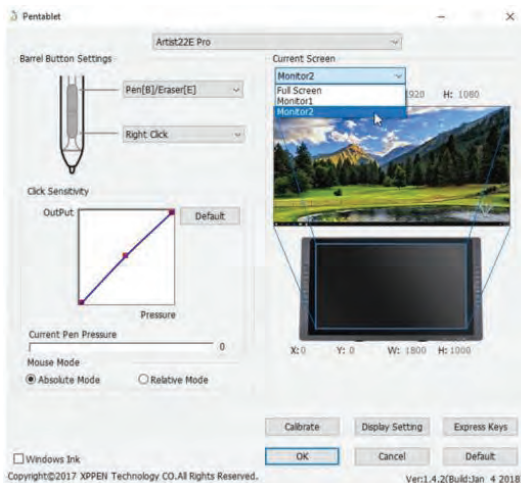 Pentablet
Artist22E Pro
Barrel Button Settings
Pen[B]/Eraser[E]
Right Click
Click Sensitivity
OutPut
Default
Pressure
Current Pen Pressure
0
Mouse Mode
Absolute Mode
Relative Mode
Windows Ink
Copyright©2017 XPPEN Technology CO.All Rights Reserved.
Current Screen
Monitor2
Full Screen
Monitor1
Monitor2
1920 H: 1080
X:0 Y: 0 W: 1800 H:1000
Calibrate Display Setting Express Keys
OK Cancel Default
Ver:1.4.2(Build:Jan 4 2018